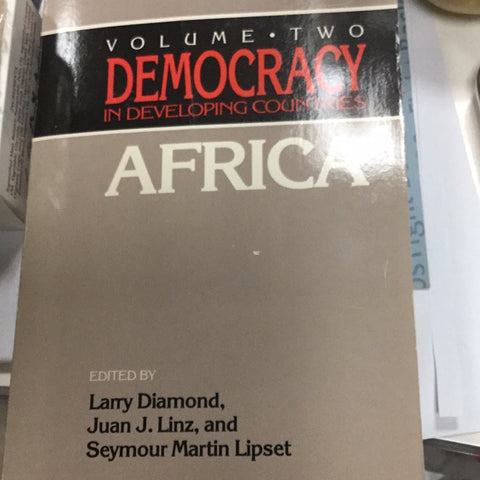 VOLUME • TWO
DEMOCRACY
IN DEVELOPING COUNTRIES
AFRICA
EDITED BY
Larry Diamond,
Juan J. Linz, and
Seymour Martin Lipset